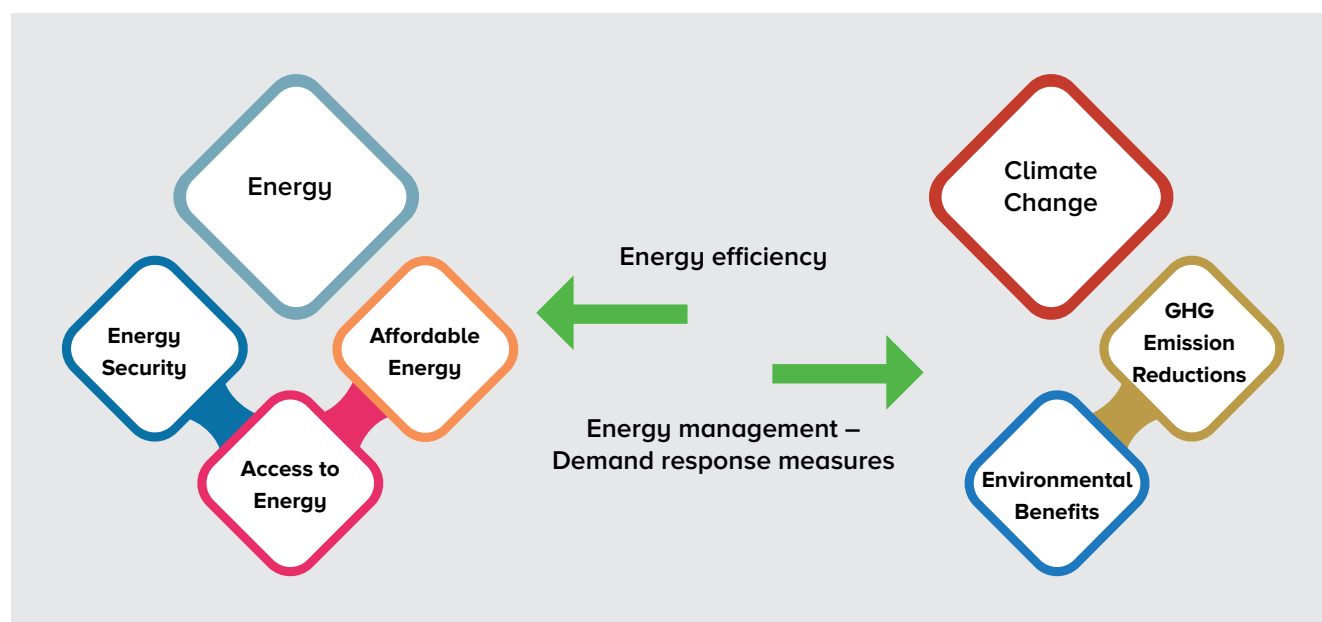 Energy
Energy
Security
Affordable
Energy
Access to
Energy
Energy efficiency
Energy management –
Demand response measures
Climate
Change
GHG
Emission
Reductions
Environmental
Benefits